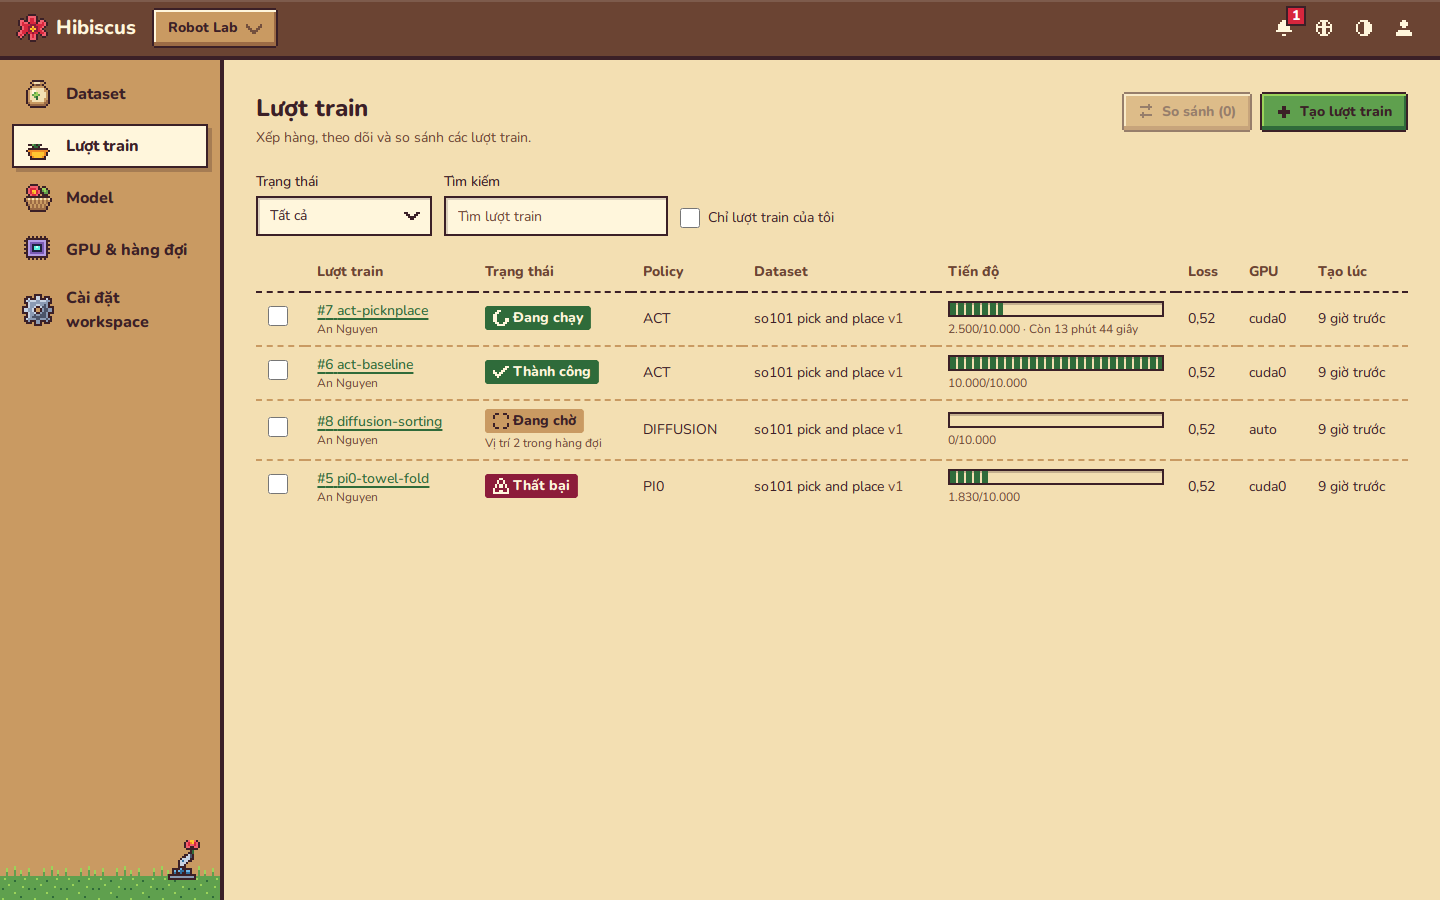 Hibiscus
Robot Lab
1
Dataset
Lượt train
Model
GPU & hàng đợi
Cài đặt
workspace
Lượt train
Xếp hàng, theo dõi và so sánh các lượt train.
So sánh (0)
Tạo lượt train
Trạng thái
Tìm kiếm
Tất cả
Tìm lượt train
Chỉ lượt train của tôi
Lượt train Trạng thái Policy Dataset Tiến độ Loss GPU Tạo lúc
#7 act-picknplace Đang chạy ACT so101 pick and place v1 0,52 cuda0 9 giờ trước
An Nguyen 2.500/10.000 · Còn 13 phút 44 giây
#6 act-baseline Thành công ACT so101 pick and place v1 0,52 cuda0 9 giờ trước
An Nguyen 10.000/10.000
#8 diffusion-sorting Đang chờ DIFFUSION so101 pick and place v1 0,52 auto 9 giờ trước
An Nguyen Vị trí 2 trong hàng đợi 0/10.000
#5 pi0-towel-fold Thất bại PI0 so101 pick and place v1 0,52 cuda0 9 giờ trước
An Nguyen 1.830/10.000